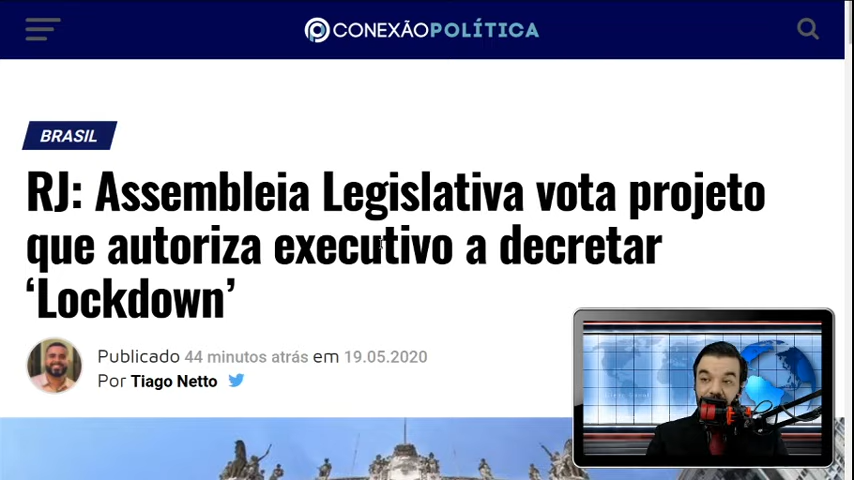 CONEXÃOPOLÍTICA
BRASIL
RJ: Assembleia Legislativa vota projeto
que autoriza executivo a decretar
‘Lockdown’
Publicado 44 minutos atrás em 19.05.2020
Por Tiago Netto